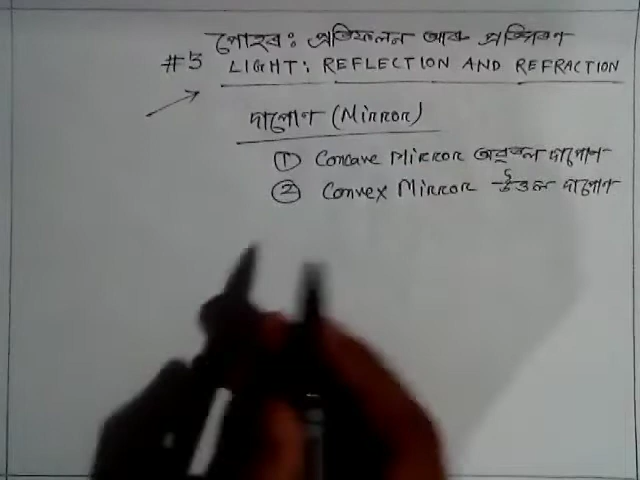 পোহৰ: প্ৰতিফলন আৰু প্ৰতিসৰণ
#5 LIGHT: REFLECTION AND REFRACTION
দাপোণ (Mirror)
① Concave Mirror অৱতল দাপোণ
② Convex Mirror উত্তল দাপোণ